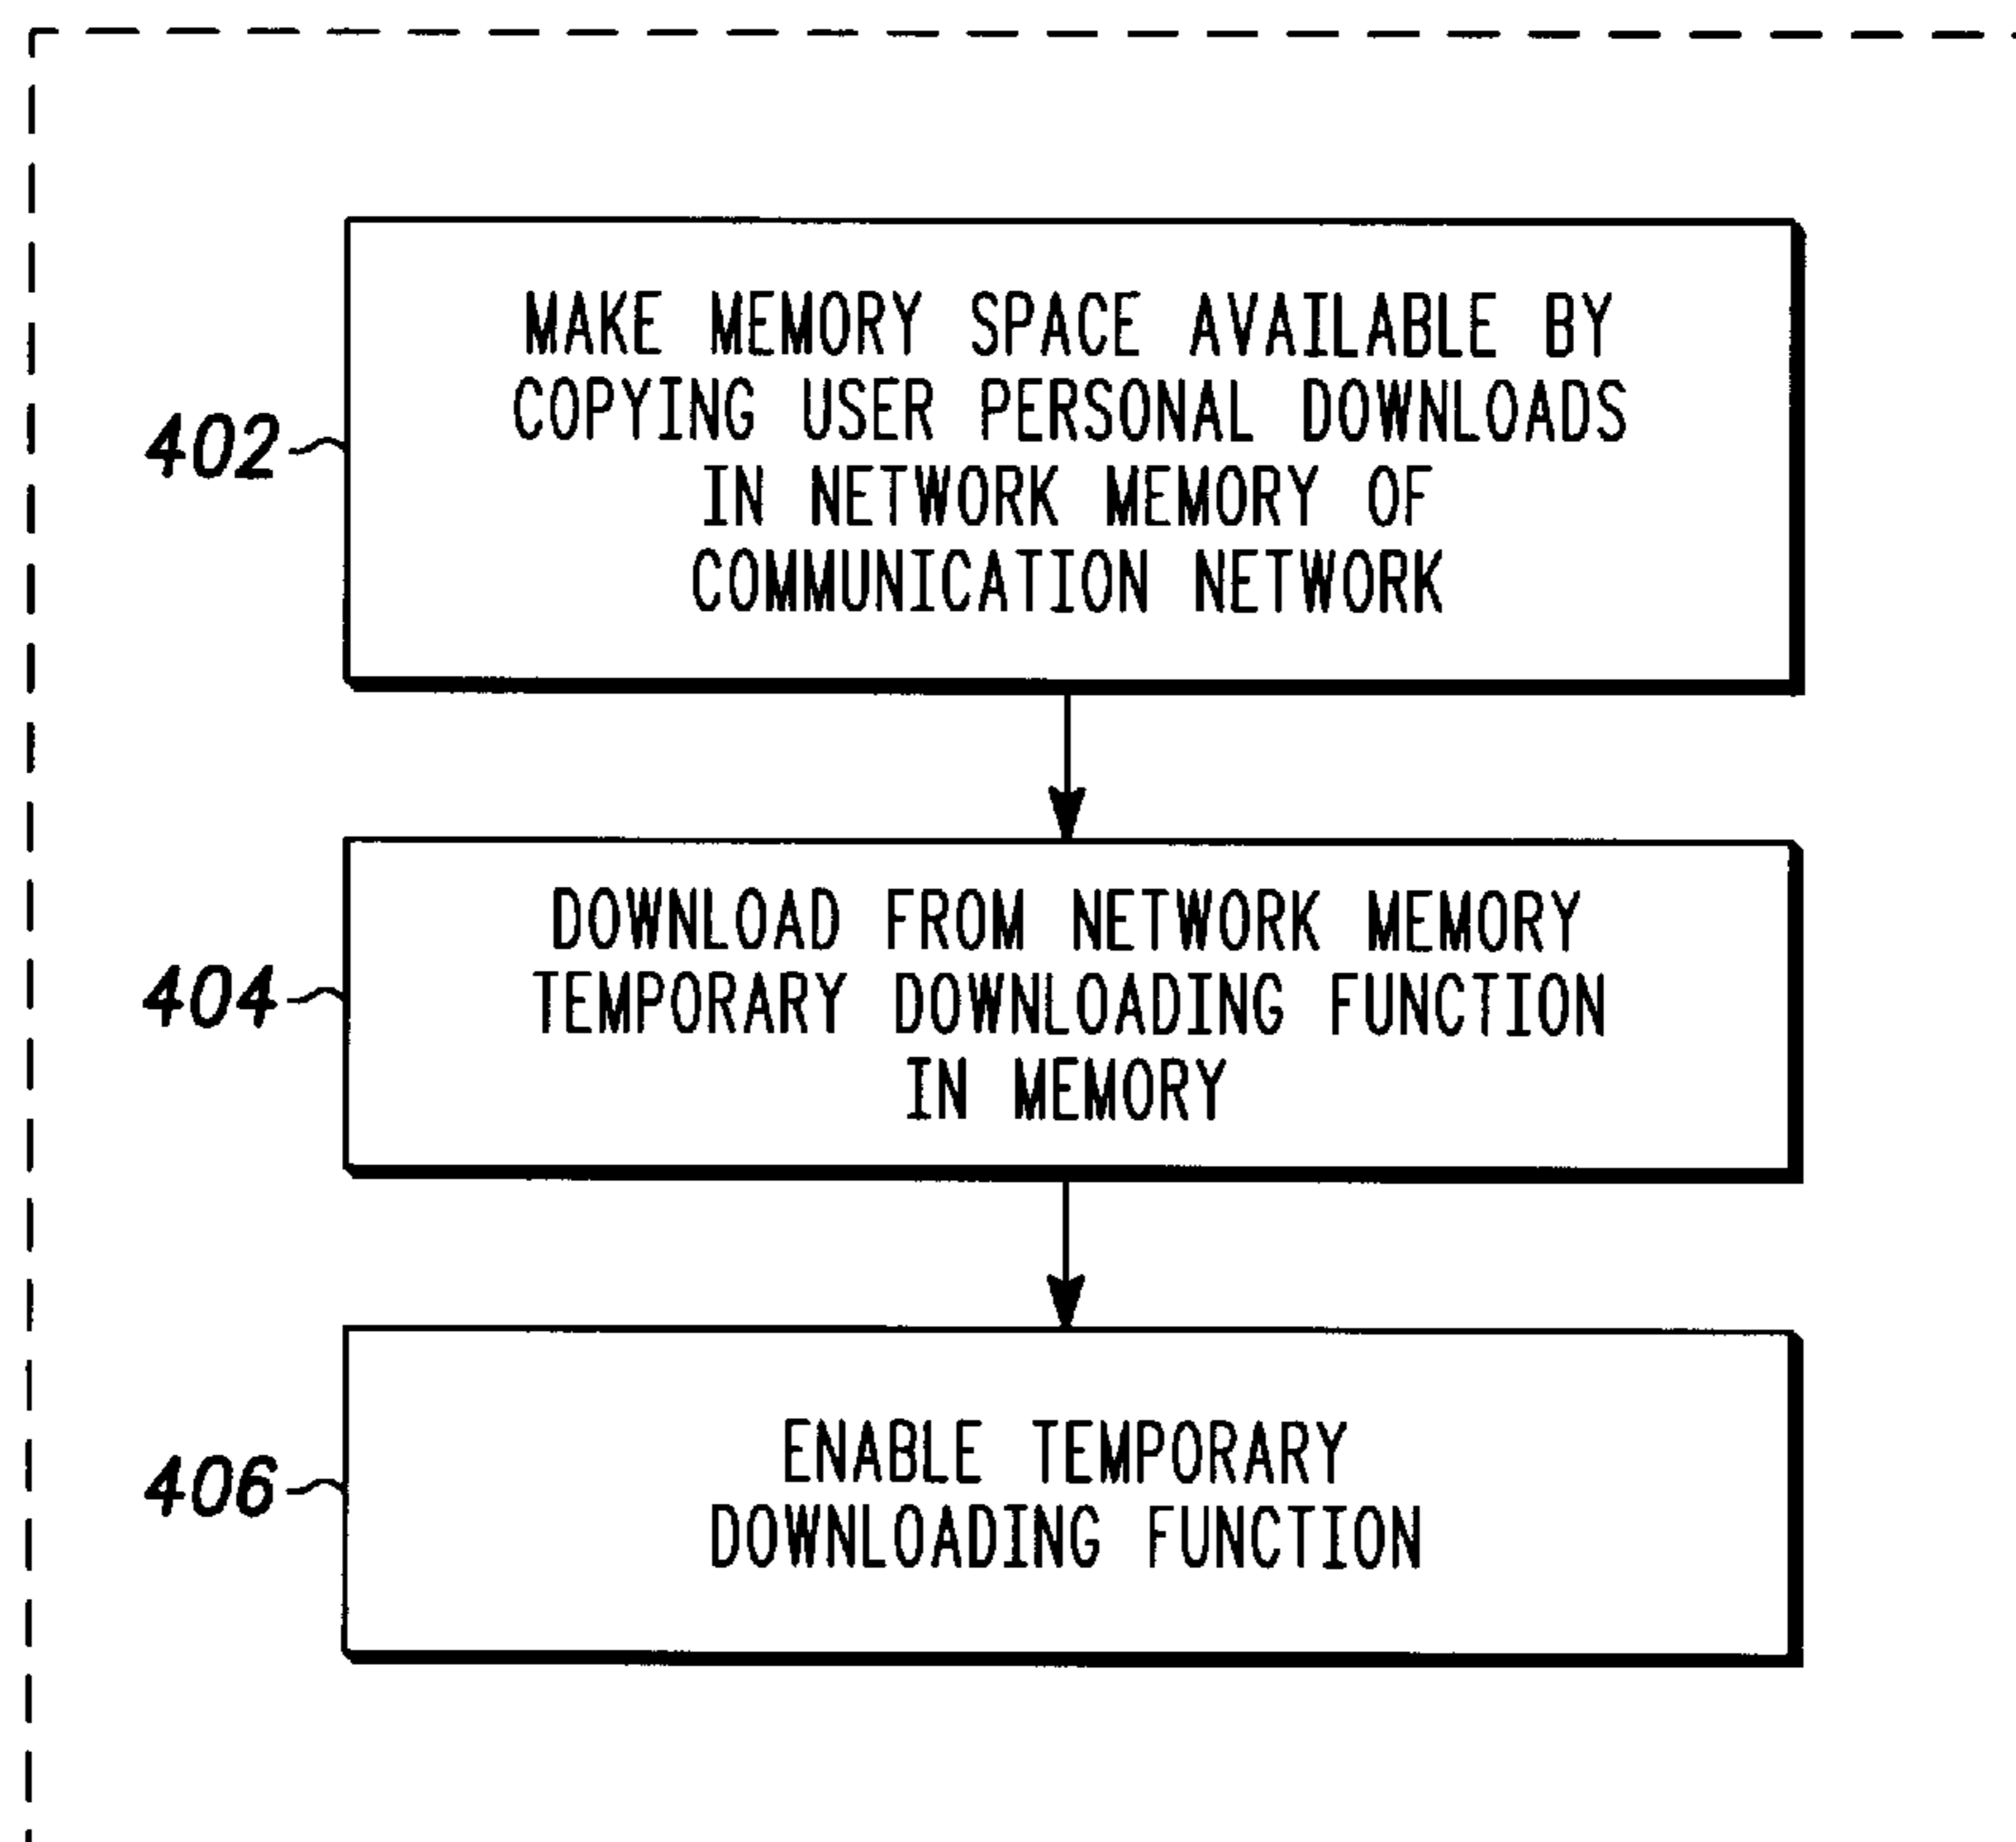 MAKE MEMORY SPACE AVAILABLE BY
COPYING USER PERSONAL DOWNLOADS
IN NETWORK MEMORY OF
COMMUNICATION NETWORK
402
DOWNLOAD FROM NETWORK MEMORY
TEMPORARY DOWNLOADING FUNCTION
IN MEMORY
404
ENABLE TEMPORARY
DOWNLOADING FUNCTION
406